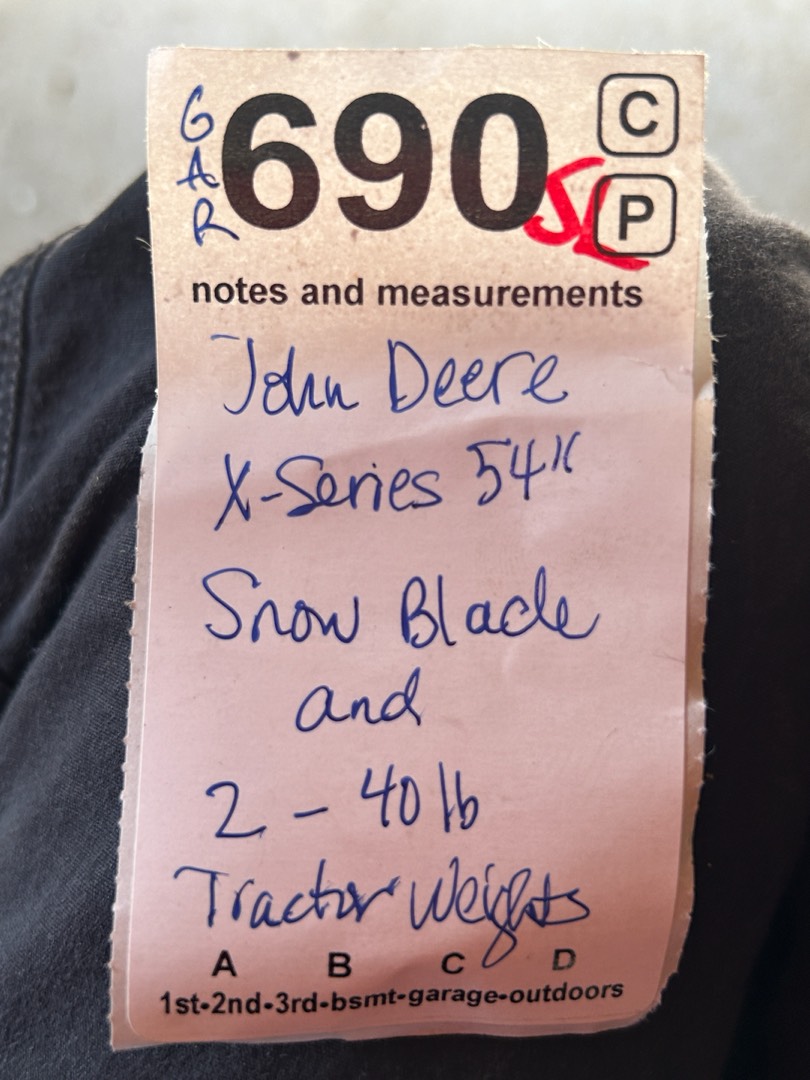 GAR
690
C
SL
P
notes and measurements
John Deere
X-Series 54"
Snow Blade
and
2 - 40 lb
Tractor Weights
A B C D
1st-2nd-3rd-bsmt-garage-outdoors